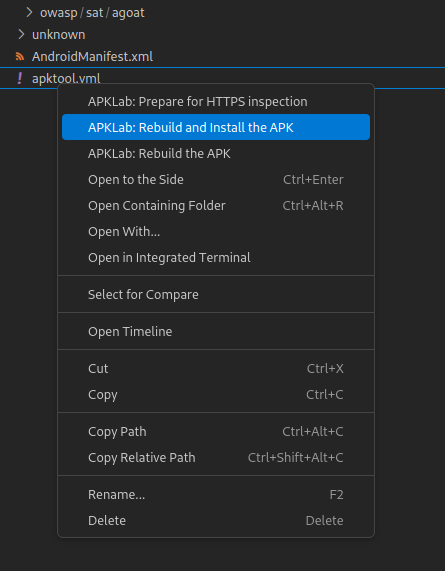 owasp/sat/agoat
unknown
AndroidManifest.xml
! apktool.yml
APKLab: Prepare for HTTPS inspection
APKLab: Rebuild and Install the APK
APKLab: Rebuild the APK
Open to the Side Ctrl+Enter
Open Containing Folder Ctrl+Alt+R
Open With...
Open in Integrated Terminal
Select for Compare
Open Timeline
Cut Ctrl+X
Copy Ctrl+C
Copy Path Ctrl+Alt+C
Copy Relative Path Ctrl+Shift+Alt+C
Rename... F2
Delete Delete